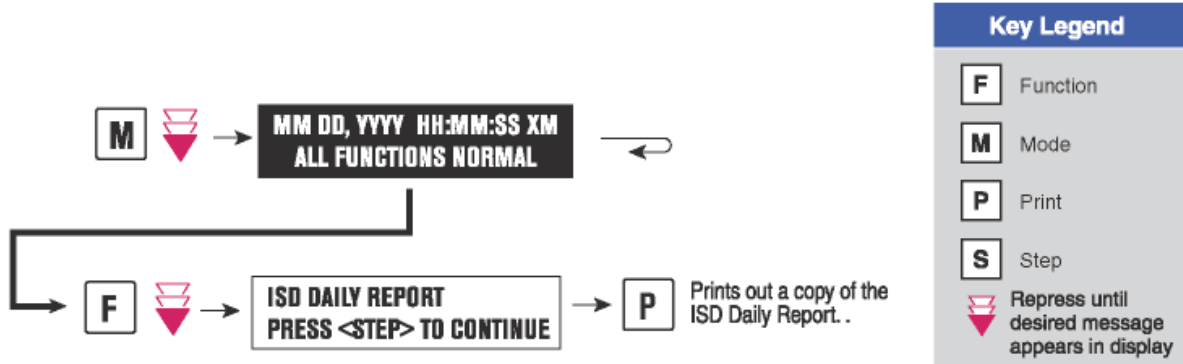 M
MM DD, YYYY HH:MM:SS XM
ALL FUNCTIONS NORMAL
F
ISD DAILY REPORT
PRESS <STEP> TO CONTINUE
P
Prints out a copy of the
ISD Daily Report. .
Key Legend
F Function
M Mode
P Print
S Step
Repress until
desired message
appears in display